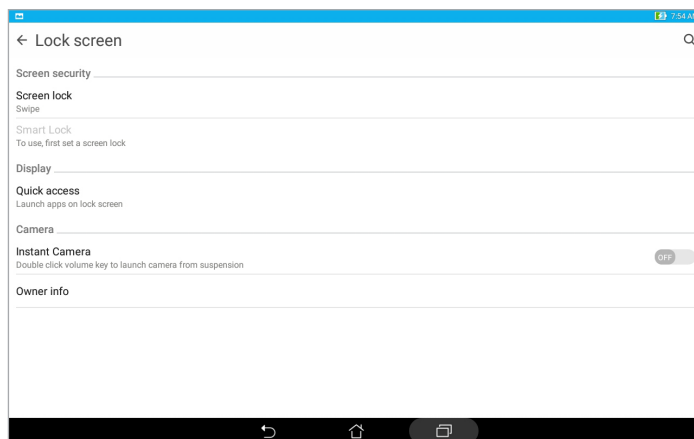 7:54 AM
Lock screen
Screen security
Screen lock
Swipe
Smart Lock
To use, first set a screen lock
Display
Quick access
Launch apps on lock screen
Camera
Instant Camera
Double click volume key to launch camera from suspension
OFF
Owner info